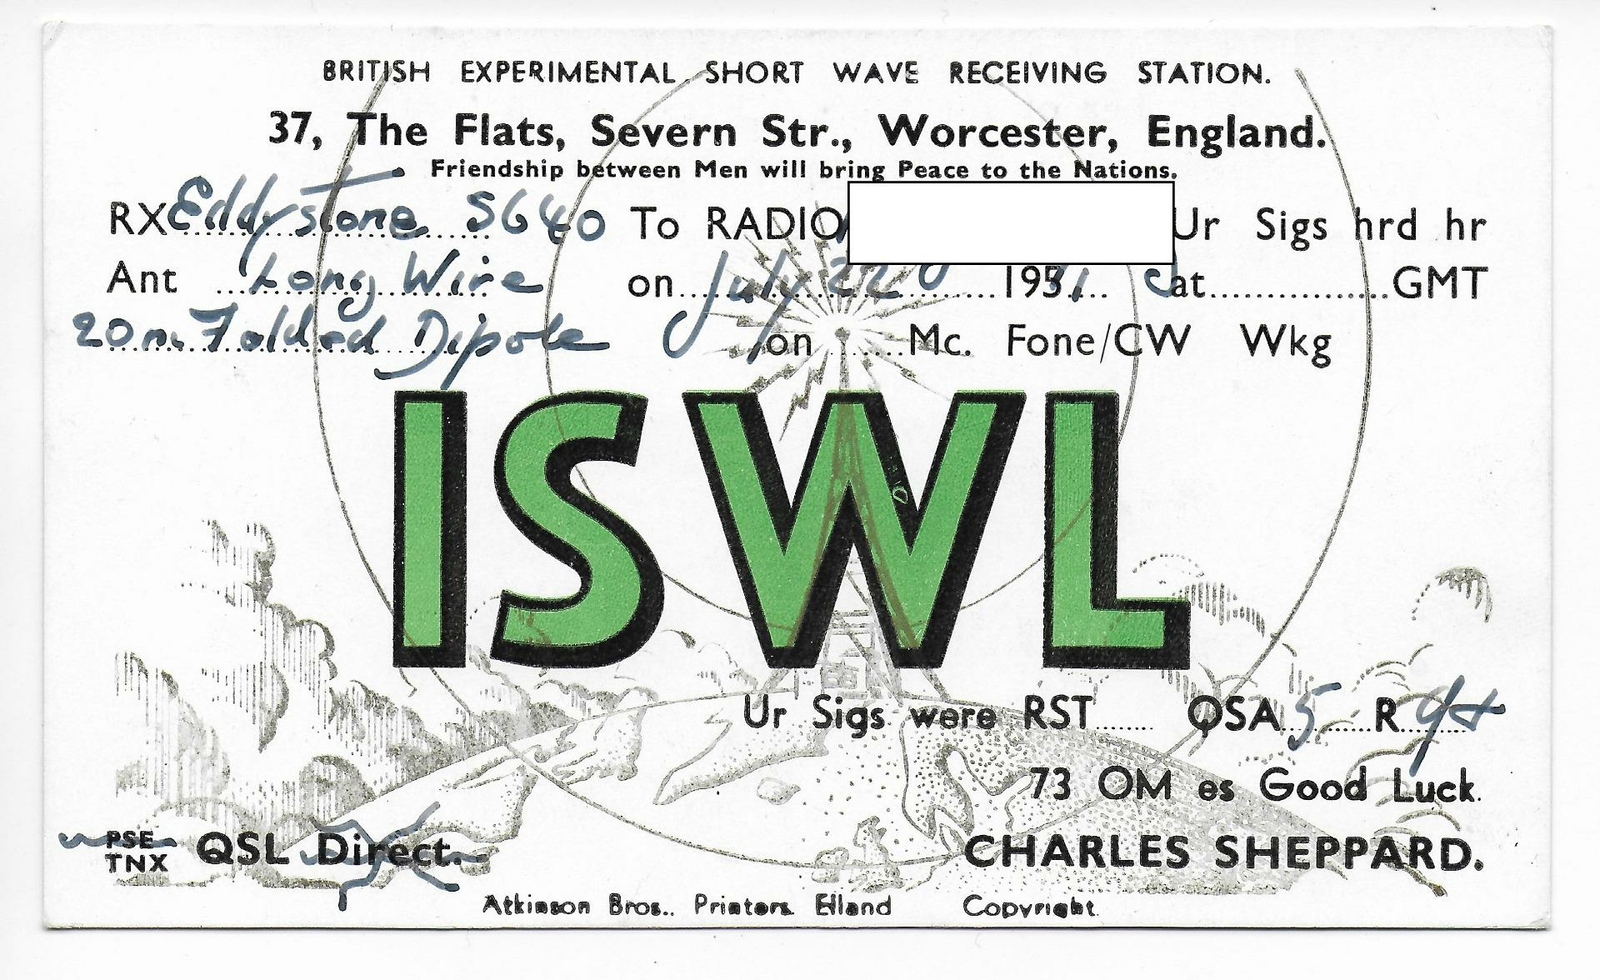 BRITISH EXPERIMENTAL SHORT WAVE RECEIVING STATION.
37, The Flats, Severn Str., Worcester, England.
Friendship between Men will bring Peace to the Nations.
RX Eddystone S640 To RADIO Ur Sigs hrd hr
Ant Long Wire on July 22 1951 at GMT
20m. Folded Dipole on Mc. Fone/CW Wkg
ISWL
Ur Sigs were RST QSA 5 R 9+
73 OM es Good Luck.
PSE
TNX QSL Direct.
CHARLES SHEPPARD.
Atkinson Bros., Printers Elland Copyright